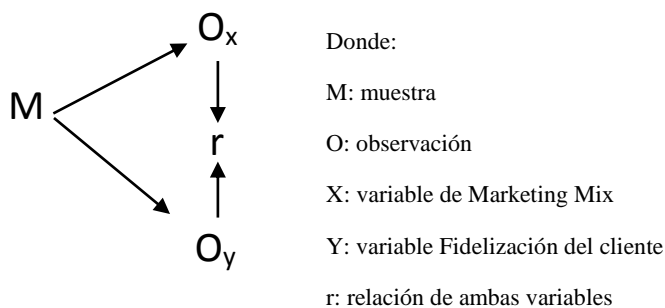 Ox
M
r
Oy
Donde:
M: muestra
O: observación
X: variable de Marketing Mix
Y: variable Fidelización del cliente
r: relación de ambas variables